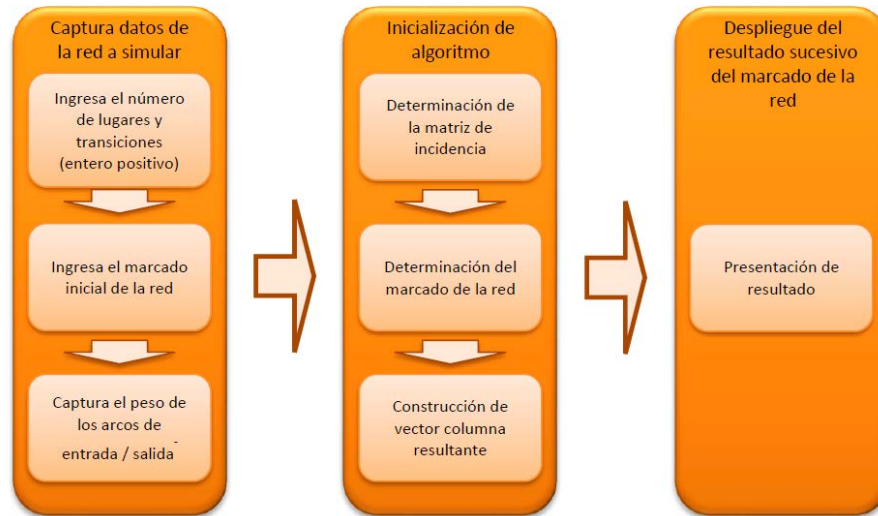 Captura datos de
la red a simular
Ingresa el número
de lugares y
transiciones
(entero positivo)
Ingresa el marcado
inicial de la red
Captura el peso de
los arcos de
entrada / salida
Inicialización de
algoritmo
Determinación de
la matriz de
incidencia
Determinación del
marcado de la red
Construcción de
vector columna
resultante
Despliegue del
resultado sucesivo
del marcado de la
red
Presentación de
resultado